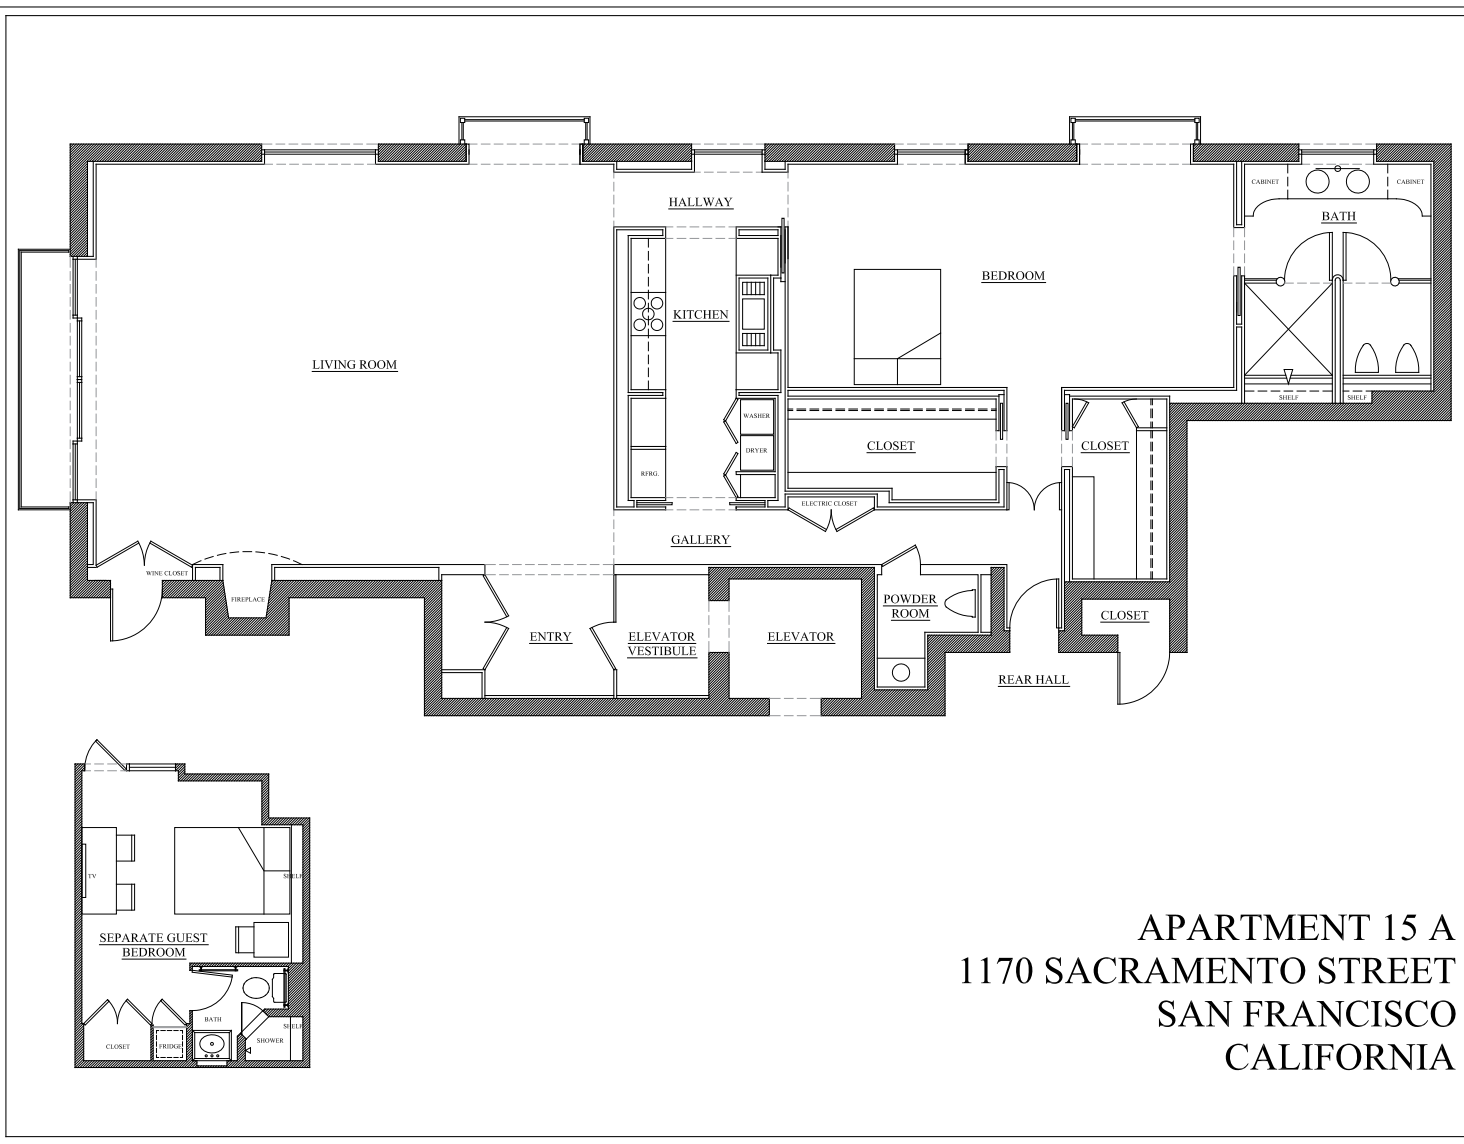 CABINET
CABINET
HALLWAY
BATH
BEDROOM
KITCHEN
LIVING ROOM
SHELF
SHELF
WASHER
CLOSET
CLOSET
DRYER
RFRG.
ELECTRIC CLOSET
GALLERY
WINE CLOSET
FIREPLACE
POWDER
ROOM
CLOSET
ENTRY
ELEVATOR
VESTIBULE
ELEVATOR
REAR HALL
TV
SHELF
SEPARATE GUEST
BEDROOM
BATH
SHELF
CLOSET
FRIDGE
SHOWER
APARTMENT 15 A
1170 SACRAMENTO STREET
SAN FRANCISCO
CALIFORNIA